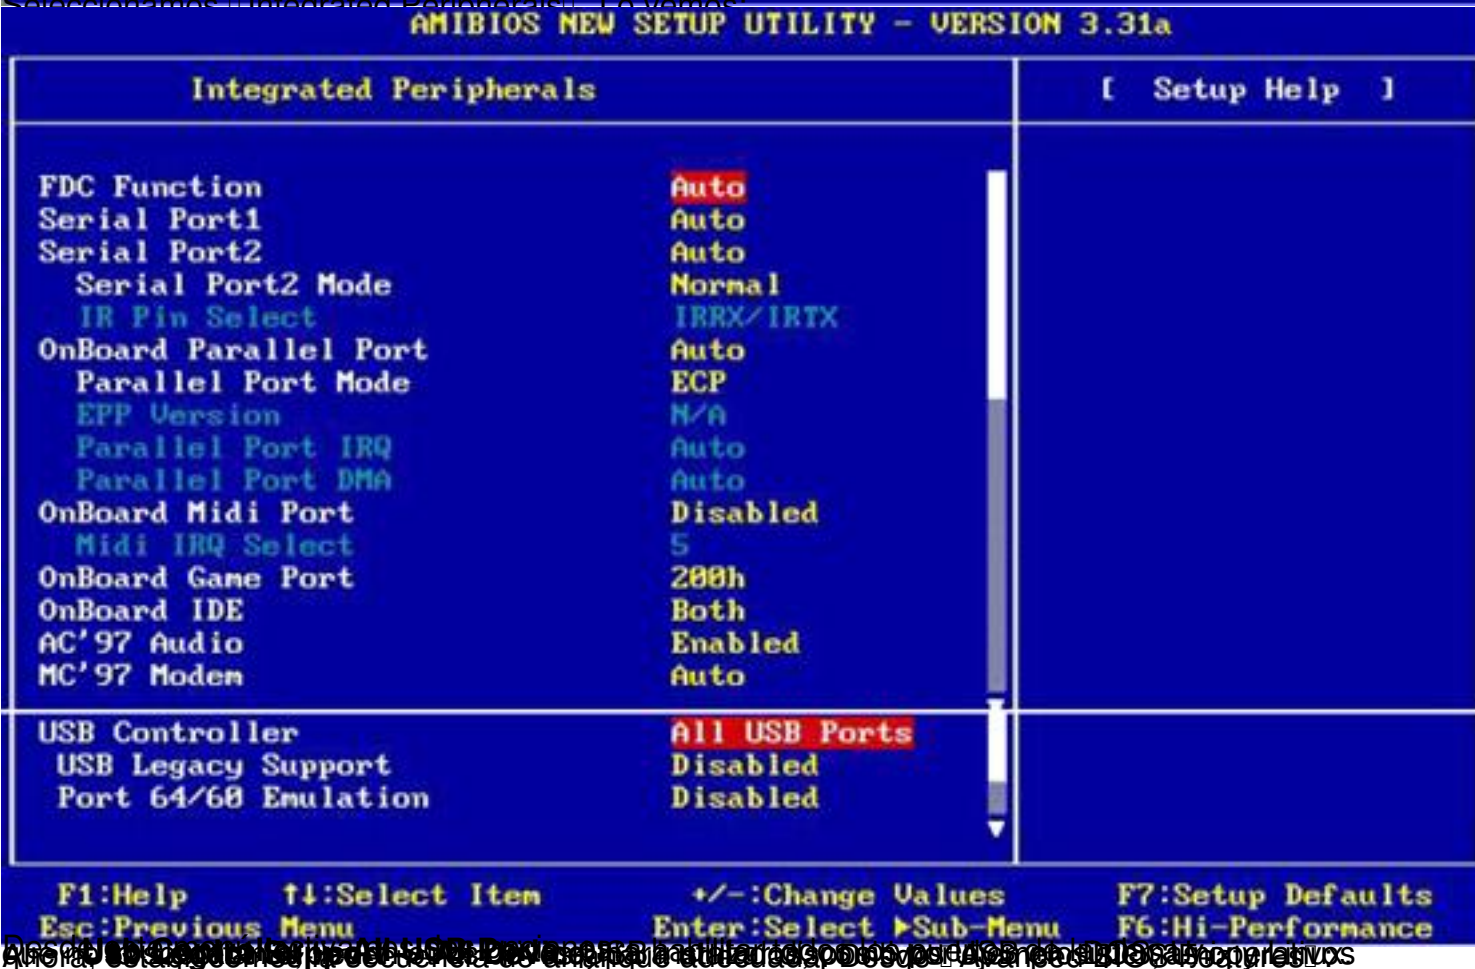 Seleccionamos Integrated Peripherals. Lo vemos:
AMIBIOS NEW SETUP UTILITY - VERSION 3.31a
Integrated Peripherals [ Setup Help ]
FDC Function Auto
Serial Port1 Auto
Serial Port2 Auto
Serial Port2 Mode Normal
IR Pin Select IRRX/IRTX
OnBoard Parallel Port Auto
Parallel Port Mode ECP
EPP Version N/A
Parallel Port IRQ Auto
Parallel Port DMA Auto
OnBoard Midi Port Disabled
Midi IRQ Select 5
OnBoard Game Port 200h
OnBoard IDE Both
AC'97 Audio Enabled
MC'97 Modem Auto
USB Controller All USB Ports
USB Legacy Support Disabled
Port 64/60 Emulation Disabled
F1:Help ↑↓:Select Item +/-:Change Values F7:Setup Defaults
Esc:Previous Menu Enter:Select ►Sub-Menu F6:Hi-Performance